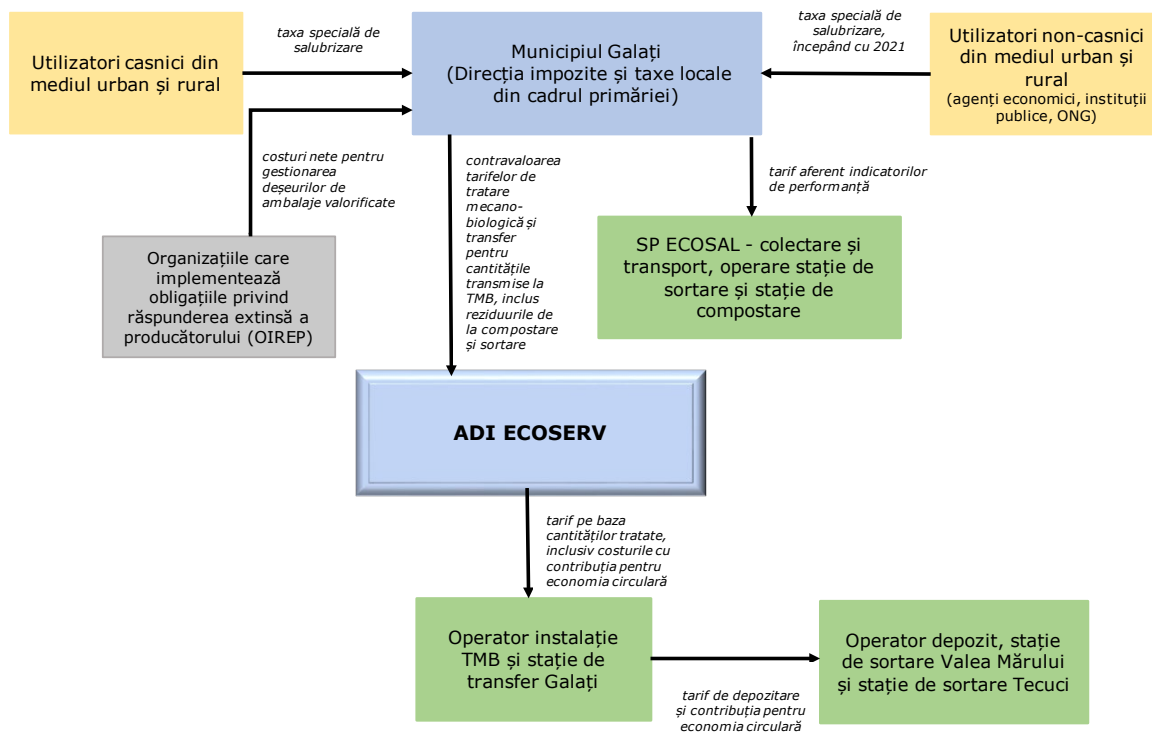 taxa specială de
salubrizare
Utilizatori casnici din
mediul urban și rural
Municipiul Galați
(Direcția impozite și taxe locale
din cadrul primăriei)
taxa specială de
salubrizare,
începând cu 2021
Utilizatori non-casnici
din mediul urban și
rural
(agenți economici, instituții
publice, ONG)
costuri nete pentru
gestionarea
deșeurilor de
ambalaje valorificate
contravaloarea
tarifelor de
tratare
mecano-
biologică și
transfer
pentru
cantitățile
transmise la
TMB, inclus
reziduurile de
la compostare
și sortare
tarif aferent indicatorilor
de performanță
Organizațiile care
implementează
obligațiile privind
răspunderea extinsă a
producătorului (OIREP)
SP ECOSAL - colectare și
transport, operare stație de
sortare și stație de
compostare
ADI ECOSERV
tarif pe baza
cantităților tratate,
inclusiv costurile cu
contribuția pentru
economia circulară
Operator instalație
TMB și stație de
transfer Galați
tarif de depozitare
și contribuția pentru
economia circulară
Operator depozit, stație
de sortare Valea Mărului
și stație de sortare Tecuci